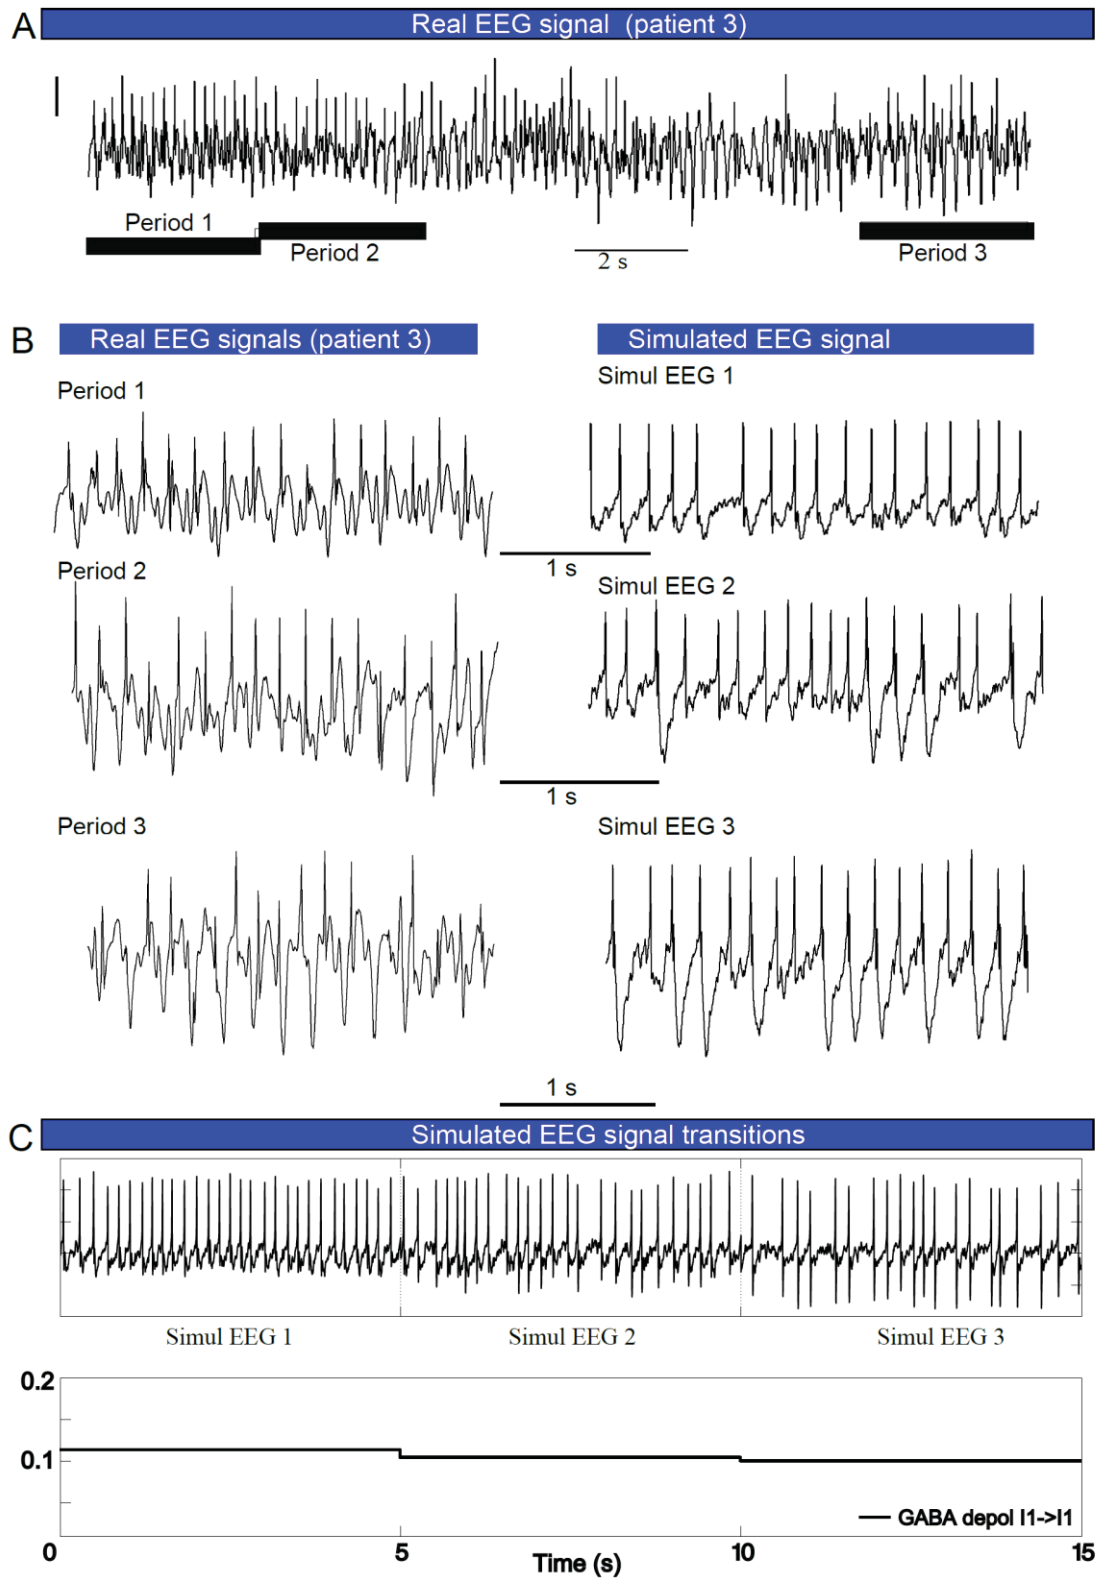 A
Real EEG signal (patient 3)
Period 1
Period 2
2 s
Period 3
B
Real EEG signals (patient 3)
Simulated EEG signal
Period 1
Simul EEG 1
1 s
Period 2
Simul EEG 2
1 s
Period 3
Simul EEG 3
1 s
C
Simulated EEG signal transitions
Simul EEG 1
Simul EEG 2
Simul EEG 3
0.2
0.1
GABA depol I1->I1
0
5
10
15
Time (s)